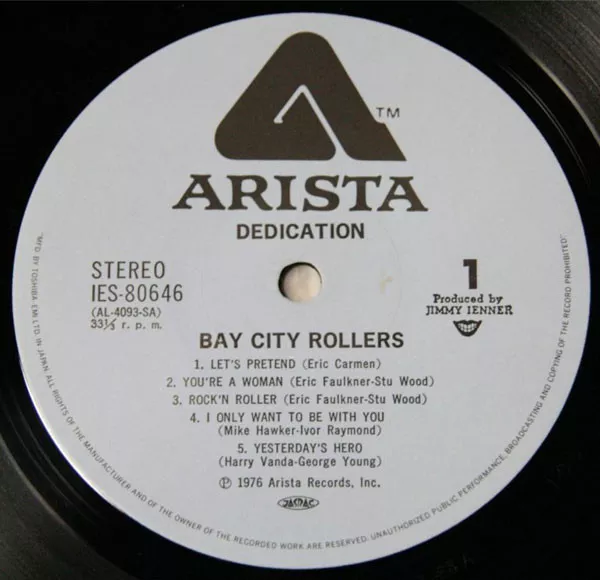 ™
ARISTA
DEDICATION
STEREO
IES-80646
(AL-4093-SA)
33⅓ r. p. m.
1
Produced by
JIMMY IENNER
BAY CITY ROLLERS
1. LET'S PRETEND (Eric Carmen)
2. YOU'RE A WOMAN (Eric Faulkner-Stu Wood)
3. ROCK'N ROLLER (Eric Faulkner-Stu Wood)
4. I ONLY WANT TO BE WITH YOU
(Mike Hawker-Ivor Raymond)
5. YESTERDAY'S HERO
(Harry Vanda-George Young)
Ⓟ 1976 Arista Records, Inc.
JASRAC
"MFD. BY TOSHIBA EMI LTD. IN JAPAN. ALL RIGHTS OF THE MANUFACTURER AND OF THE OWNER OF THE RECORDED WORK ARE RESERVED. UNAUTHORIZED PUBLIC PERFORMANCE, BROADCASTING AND COPYING OF THE RECORD PROHIBITED"